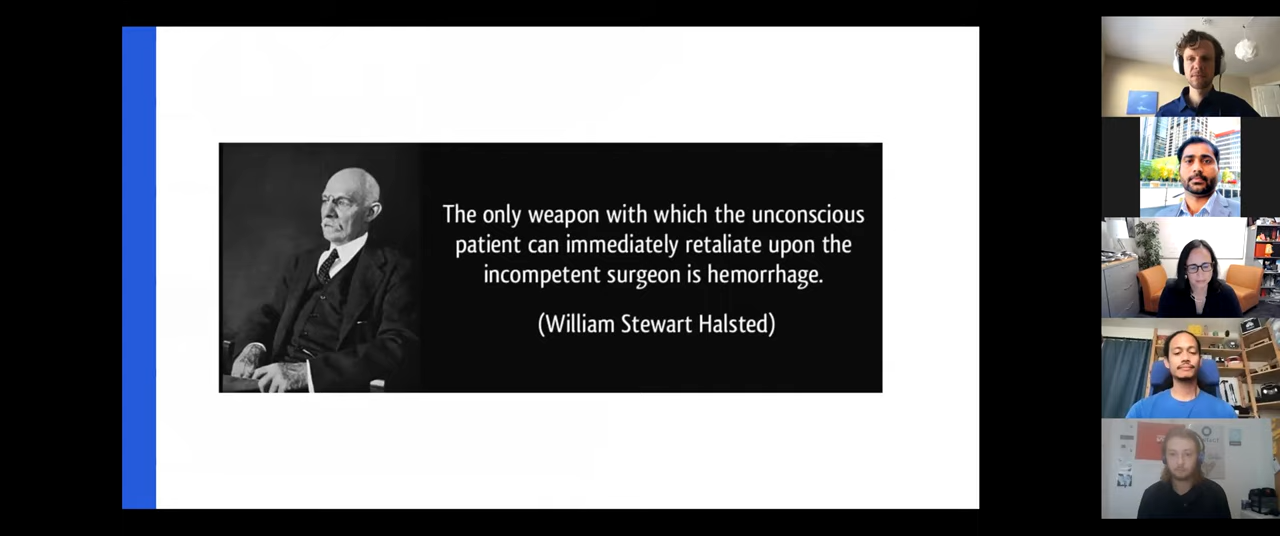 The only weapon with which the unconscious
patient can immediately retaliate upon the
incompetent surgeon is hemorrhage.
(William Stewart Halsted)